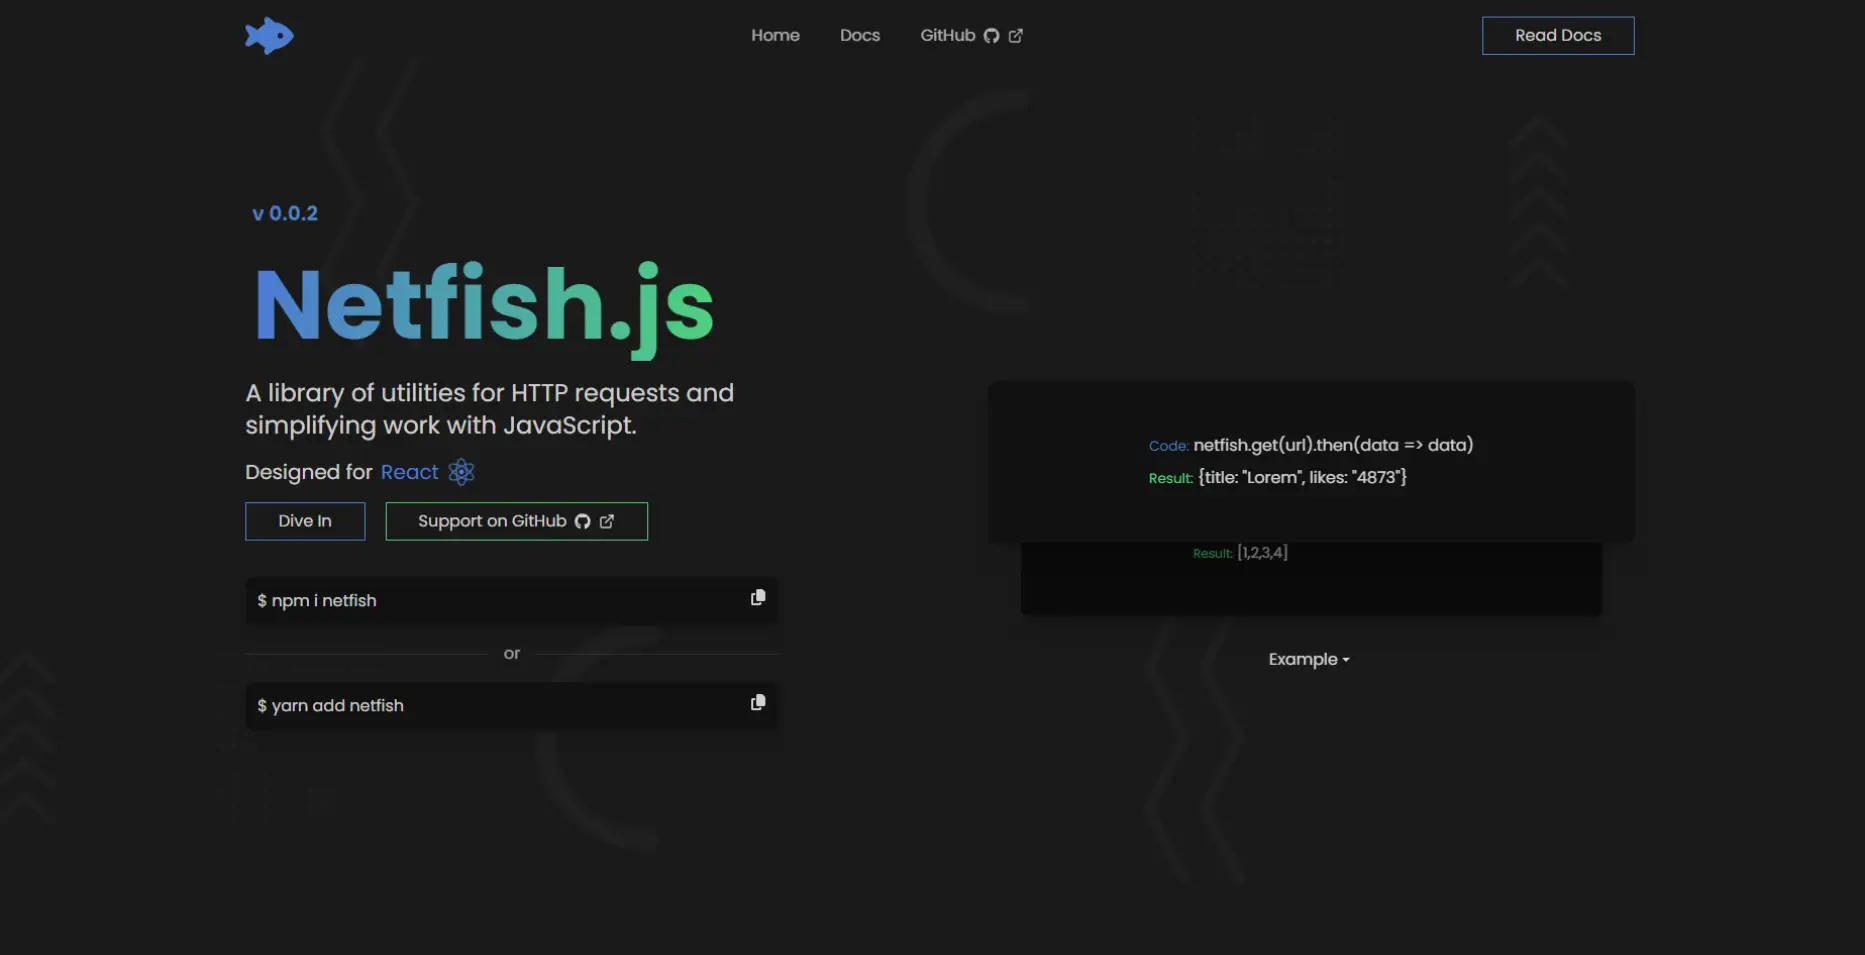 Home Docs GitHub
Read Docs
v 0.0.2
Netfish.js
A library of utilities for HTTP requests and
simplifying work with JavaScript.
Designed for React
Dive In
Support on GitHub
$ npm i netfish
or
$ yarn add netfish
Code: netfish.get(url).then(data => data)
Result: {title: "Lorem", likes: "4873"}
Result: [1,2,3,4]
Example